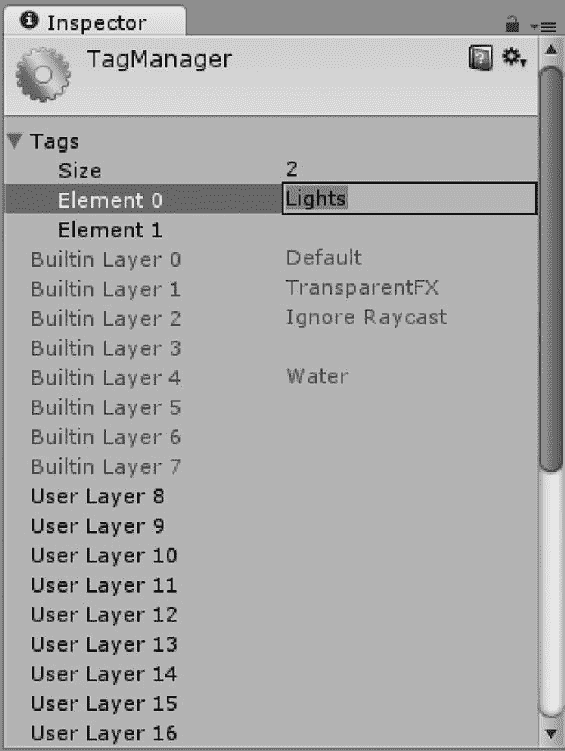 Inspector
TagManager
Tags
Size 2
Element 0 Lights
Element 1
Builtin Layer 0 Default
Builtin Layer 1 TransparentFX
Builtin Layer 2 Ignore Raycast
Builtin Layer 3
Builtin Layer 4 Water
Builtin Layer 5
Builtin Layer 6
Builtin Layer 7
User Layer 8
User Layer 9
User Layer 10
User Layer 11
User Layer 12
User Layer 13
User Layer 14
User Layer 15
User Layer 16